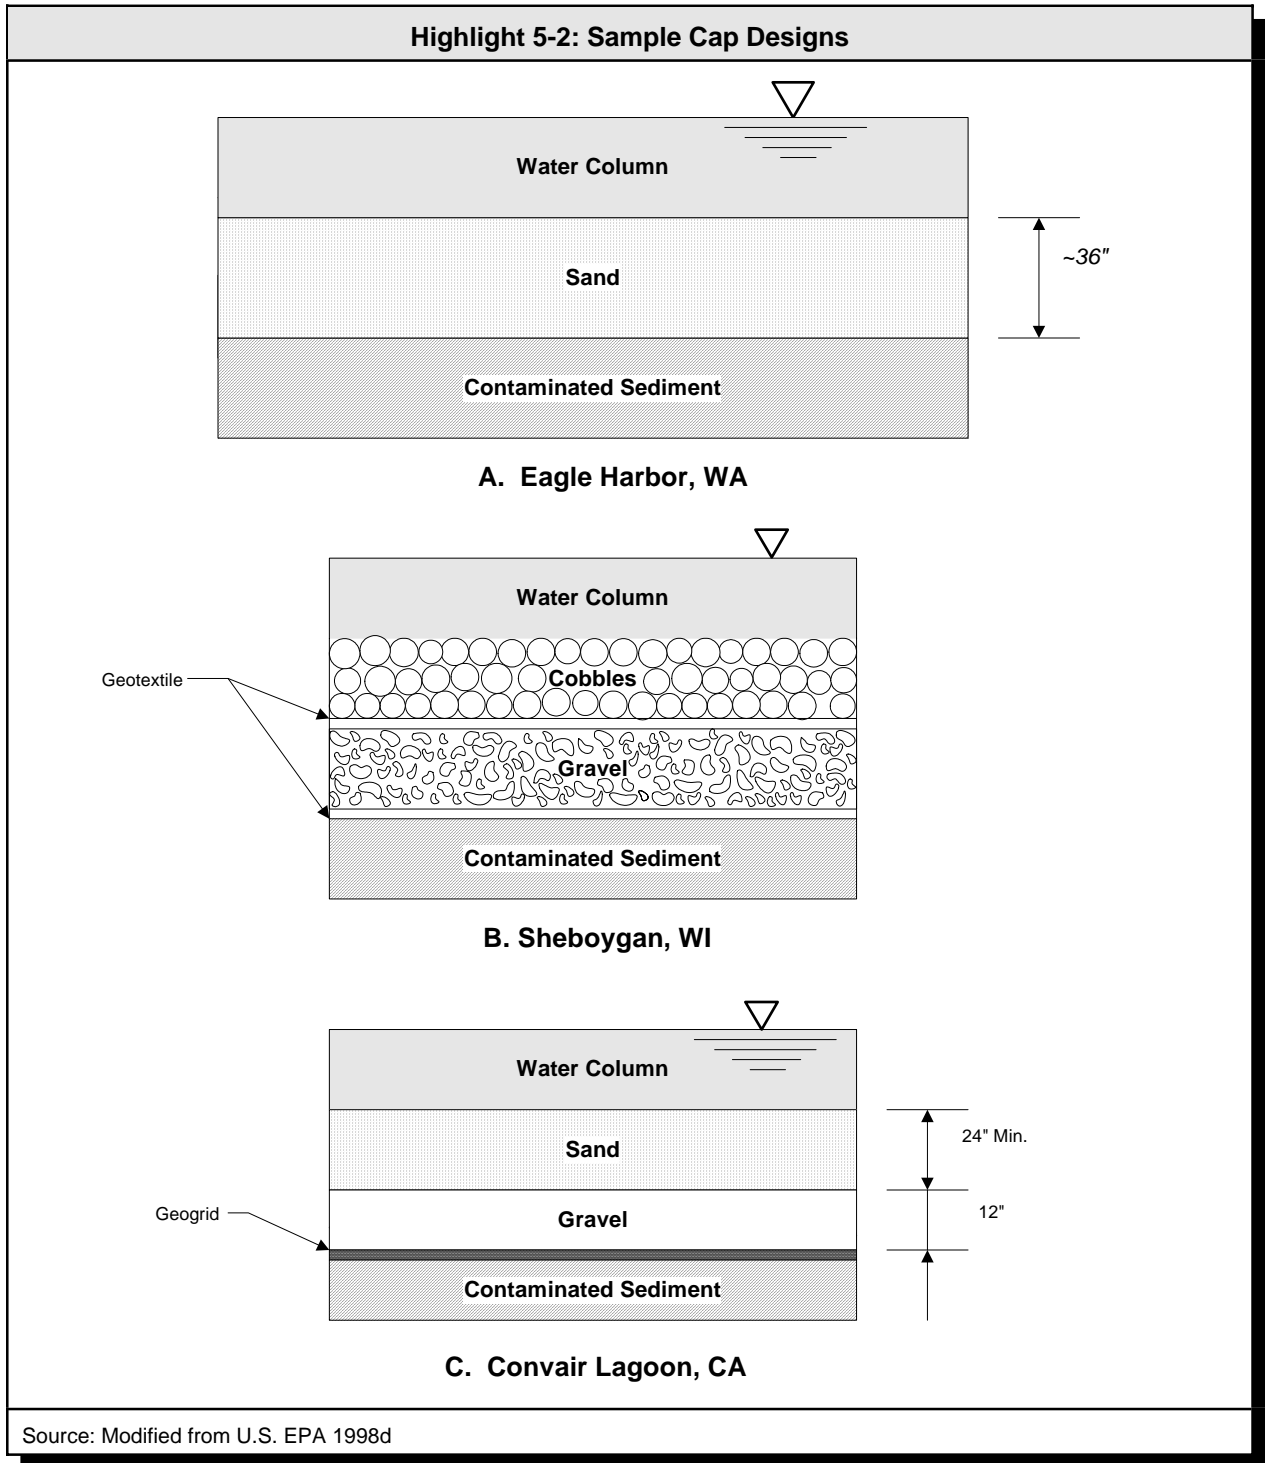 Highlight 5-2: Sample Cap Designs
Water Column
Sand
~36"
Contaminated Sediment
A. Eagle Harbor, WA
Water Column
Cobbles
Geotextile
Gravel
Contaminated Sediment
B. Sheboygan, WI
Water Column
24" Min.
Sand
Geogrid
Gravel
12"
Contaminated Sediment
C. Convair Lagoon, CA
Source: Modified from U.S. EPA 1998d